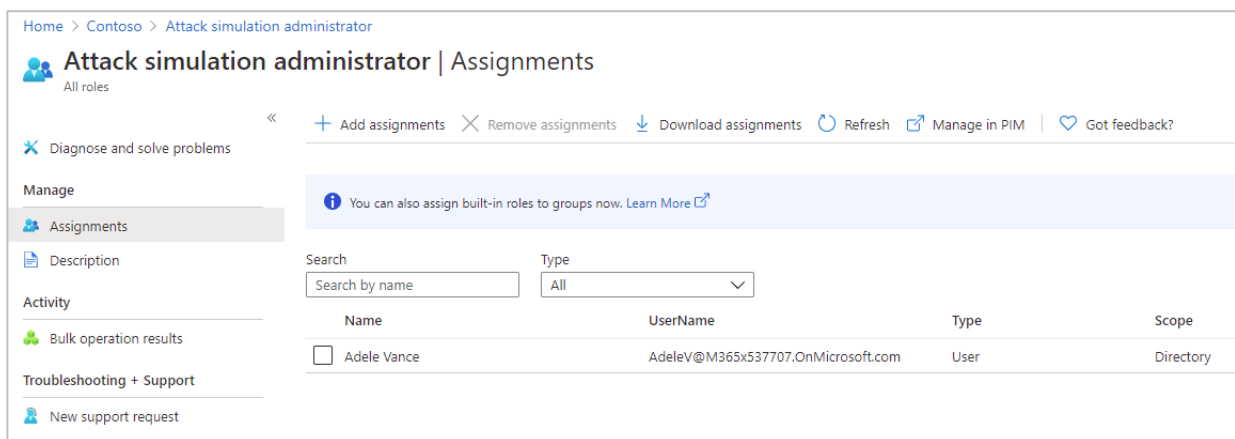 Home > Contoso > Attack simulation administrator
Attack simulation administrator | Assignments
All roles
«
Add assignments Remove assignments Download assignments Refresh Manage in PIM Got feedback?
Diagnose and solve problems
Manage
You can also assign built-in roles to groups now. Learn More
Assignments
Description
Search Type
Search by name All
Activity
Name UserName Type Scope
Bulk operation results
Adele Vance AdeleV@M365x537707.OnMicrosoft.com User Directory
Troubleshooting + Support
New support request